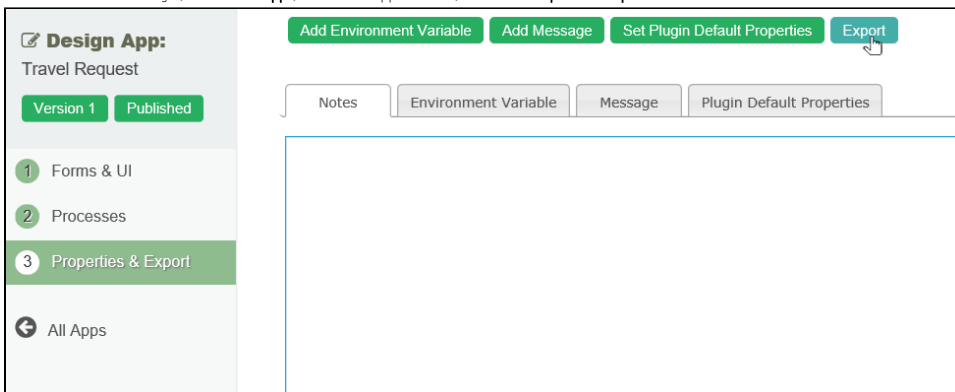 Design App:
Travel Request
Version 1 Published
1 Forms & UI
2 Processes
3 Properties & Export
All Apps
Add Environment Variable Add Message Set Plugin Default Properties Export
Notes Environment Variable Message Plugin Default Properties